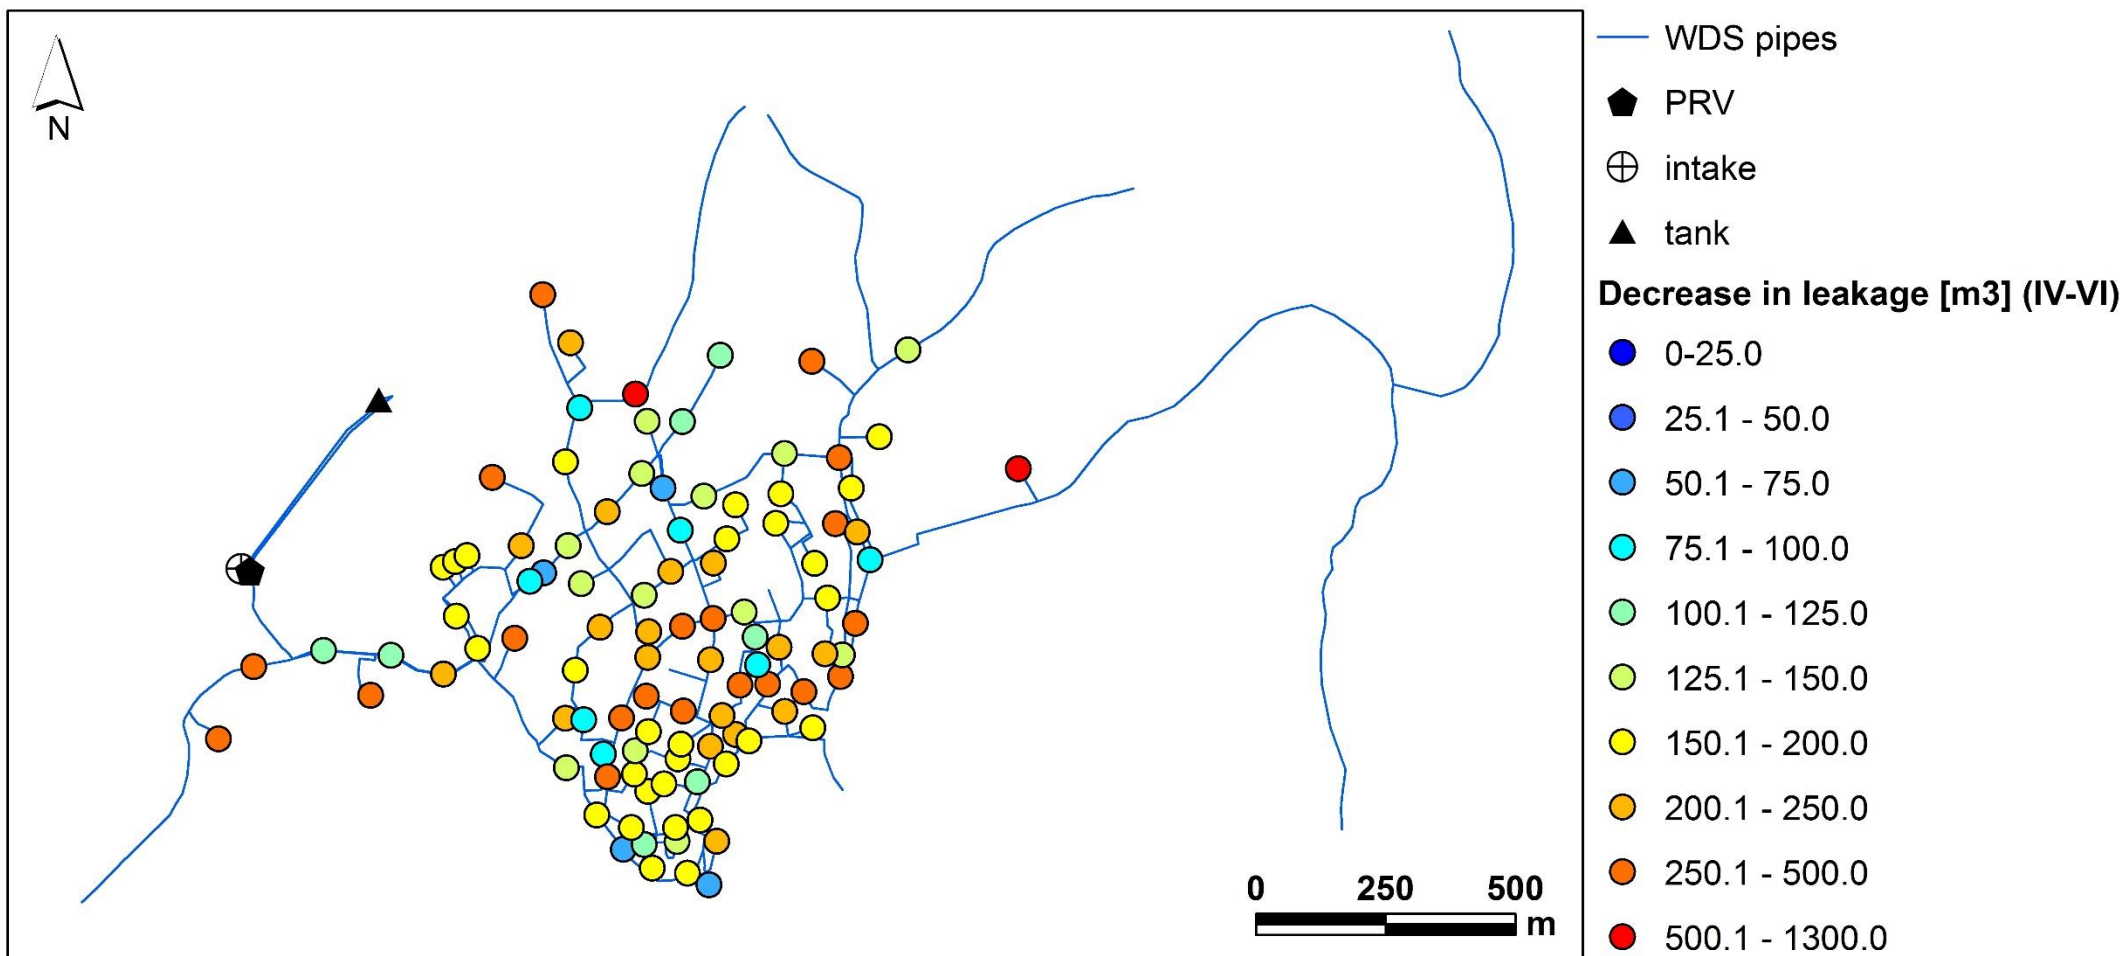 N
WDS pipes
PRV
intake
tank
Decrease in leakage [m3] (IV-VI)
0-25.0
25.1 - 50.0
50.1 - 75.0
75.1 - 100.0
100.1 - 125.0
125.1 - 150.0
150.1 - 200.0
200.1 - 250.0
250.1 - 500.0
500.1 - 1300.0
0 250 500
m